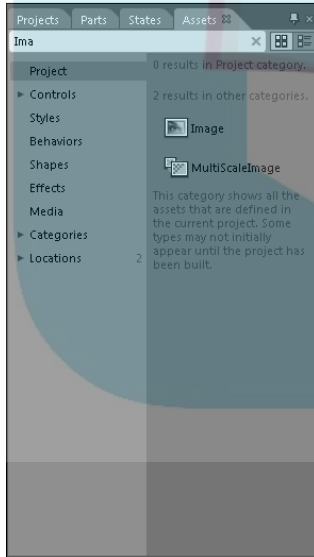 Projects Parts States Assets
Ima
Project
Controls
Styles
Behaviors
Shapes
Effects
Media
Categories
Locations 2
0 results in Project category.
2 results in other categories.
Image
MultiScaleImage
This category shows all the
assets that are defined in
the current project. Some
types may not initially
appear until the project has
been built.